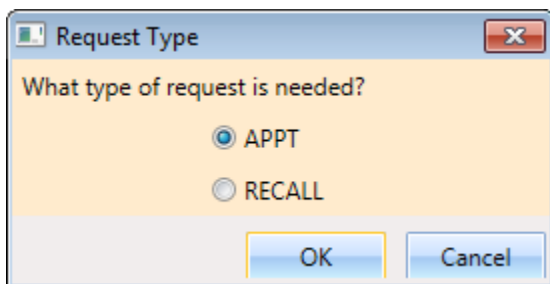 Request Type
What type of request is needed?
APPT
RECALL
OK Cancel